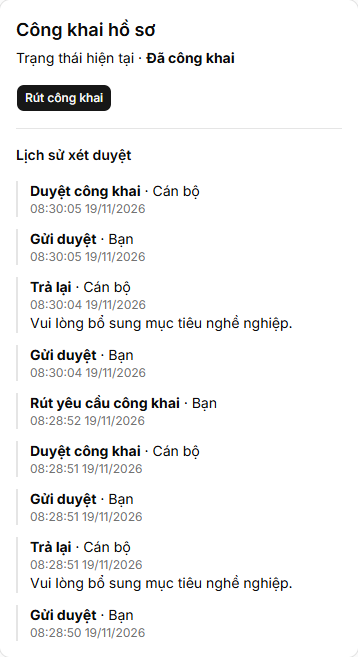 Công khai hồ sơ
Trạng thái hiện tại · Đã công khai
Rút công khai
Lịch sử xét duyệt
Duyệt công khai · Cán bộ
08:30:05 19/11/2026
Gửi duyệt · Bạn
08:30:05 19/11/2026
Trả lại · Cán bộ
08:30:04 19/11/2026
Vui lòng bổ sung mục tiêu nghề nghiệp.
Gửi duyệt · Bạn
08:30:04 19/11/2026
Rút yêu cầu công khai · Bạn
08:28:52 19/11/2026
Duyệt công khai · Cán bộ
08:28:51 19/11/2026
Gửi duyệt · Bạn
08:28:51 19/11/2026
Trả lại · Cán bộ
08:28:51 19/11/2026
Vui lòng bổ sung mục tiêu nghề nghiệp.
Gửi duyệt · Bạn
08:28:50 19/11/2026